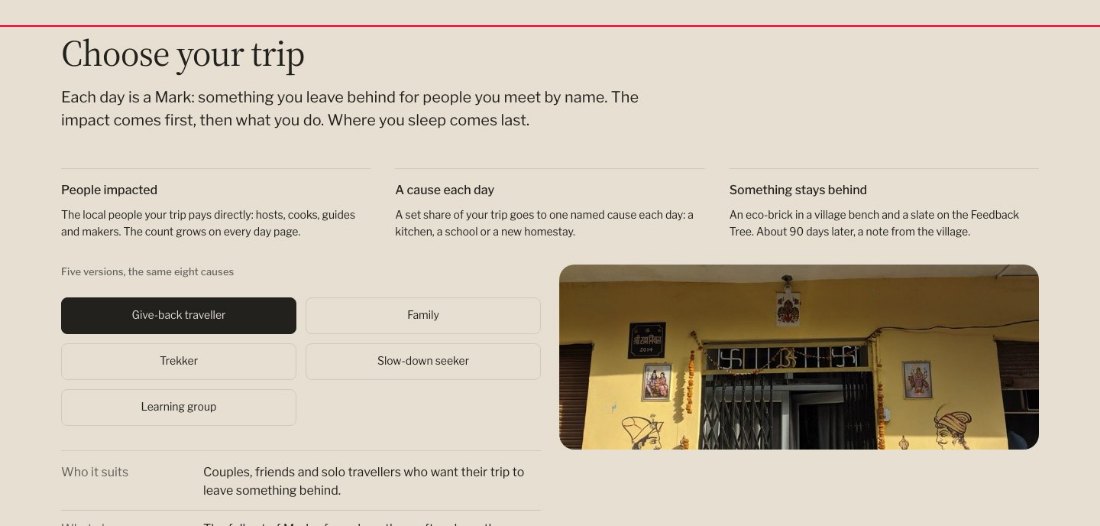 Choose your trip
Each day is a Mark: something you leave behind for people you meet by name. The
impact comes first, then what you do. Where you sleep comes last.
People impacted
The local people your trip pays directly: hosts, cooks, guides
and makers. The count grows on every day page.
A cause each day
A set share of your trip goes to one named cause each day: a
kitchen, a school or a new homestay.
Something stays behind
An eco-brick in a village bench and a slate on the Feedback
Tree. About 90 days later, a note from the village.
Five versions, the same eight causes
Give-back traveller
Family
Trekker
Slow-down seeker
Learning group
Who it suits
Couples, friends and solo travellers who want their trip to
leave something behind.